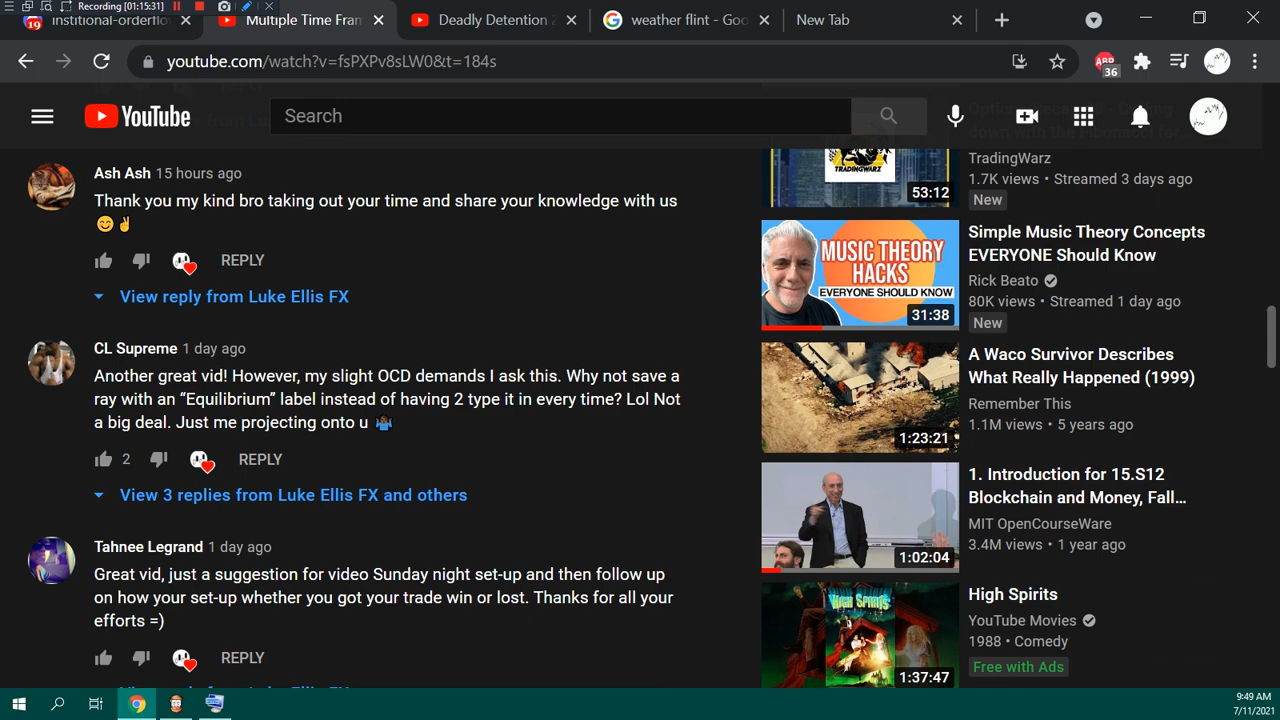 Recording [01:15:31]
19
institional-orderflow
Multiple Time Fram
Deadly Detention 2
weather flint - Goo
New Tab
youtube.com/watch?v=fsPXPv8sLW0&t=184s
ABP
36
YouTube
Search
Ash Ash 15 hours ago
Thank you my kind bro taking out your time and share your knowledge with us
😊✌
REPLY
View reply from Luke Ellis FX
CL Supreme 1 day ago
Another great vid! However, my slight OCD demands I ask this. Why not save a
ray with an “Equilibrium” label instead of having 2 type it in every time? Lol Not
a big deal. Just me projecting onto u 🤷🏾‍♂️
2 REPLY
View 3 replies from Luke Ellis FX and others
Tahnee Legrand 1 day ago
Great vid, just a suggestion for video Sunday night set-up and then follow up
on how your set-up whether you got your trade win or lost. Thanks for all your
efforts =)
REPLY
TRADINGWARZ
53:12
TradingWarz
1.7K views • Streamed 3 days ago
New
MUSIC THEORY
HACKS
EVERYONE SHOULD KNOW
31:38
Simple Music Theory Concepts
EVERYONE Should Know
Rick Beato
80K views • Streamed 1 day ago
New
1:23:21
A Waco Survivor Describes
What Really Happened (1999)
Remember This
1.1M views • 5 years ago
1:02:04
1. Introduction for 15.S12
Blockchain and Money, Fall...
MIT OpenCourseWare
3.4M views • 1 year ago
HIGH SPIRITS
1:37:47
High Spirits
YouTube Movies
1988 • Comedy
Free with Ads
9:49 AM
7/11/2021